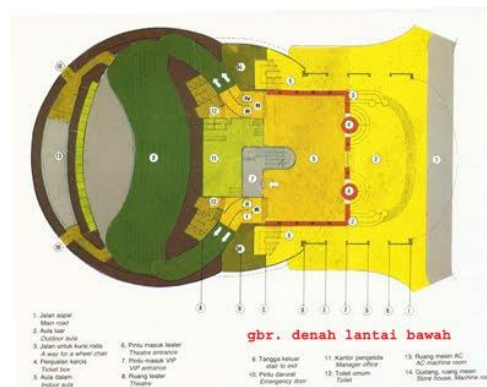 gbr. denah lantai bawah
1. Jalan aspal
Main road
2. Aula luar
Outdoor aula
3. Jalan untuk kursi roda
A way for a wheel chair
4. Penjualan karcis
Ticket box
5. Aula dalam
Indoor aula
6. Pintu masuk teater
Theatre entrance
7. Pintu masuk VIP
VIP entrance
8. Ruang teater
Theatre
9. Tangga keluar
stair to exit
10. Pintu darurat
Emergency door
11. Kantor pengelola
Manager office
12. Toilet umum
Toilet
13. Ruang mesin AC
AC machine room
14. Gudang, ruang mesin
Store house, Machine